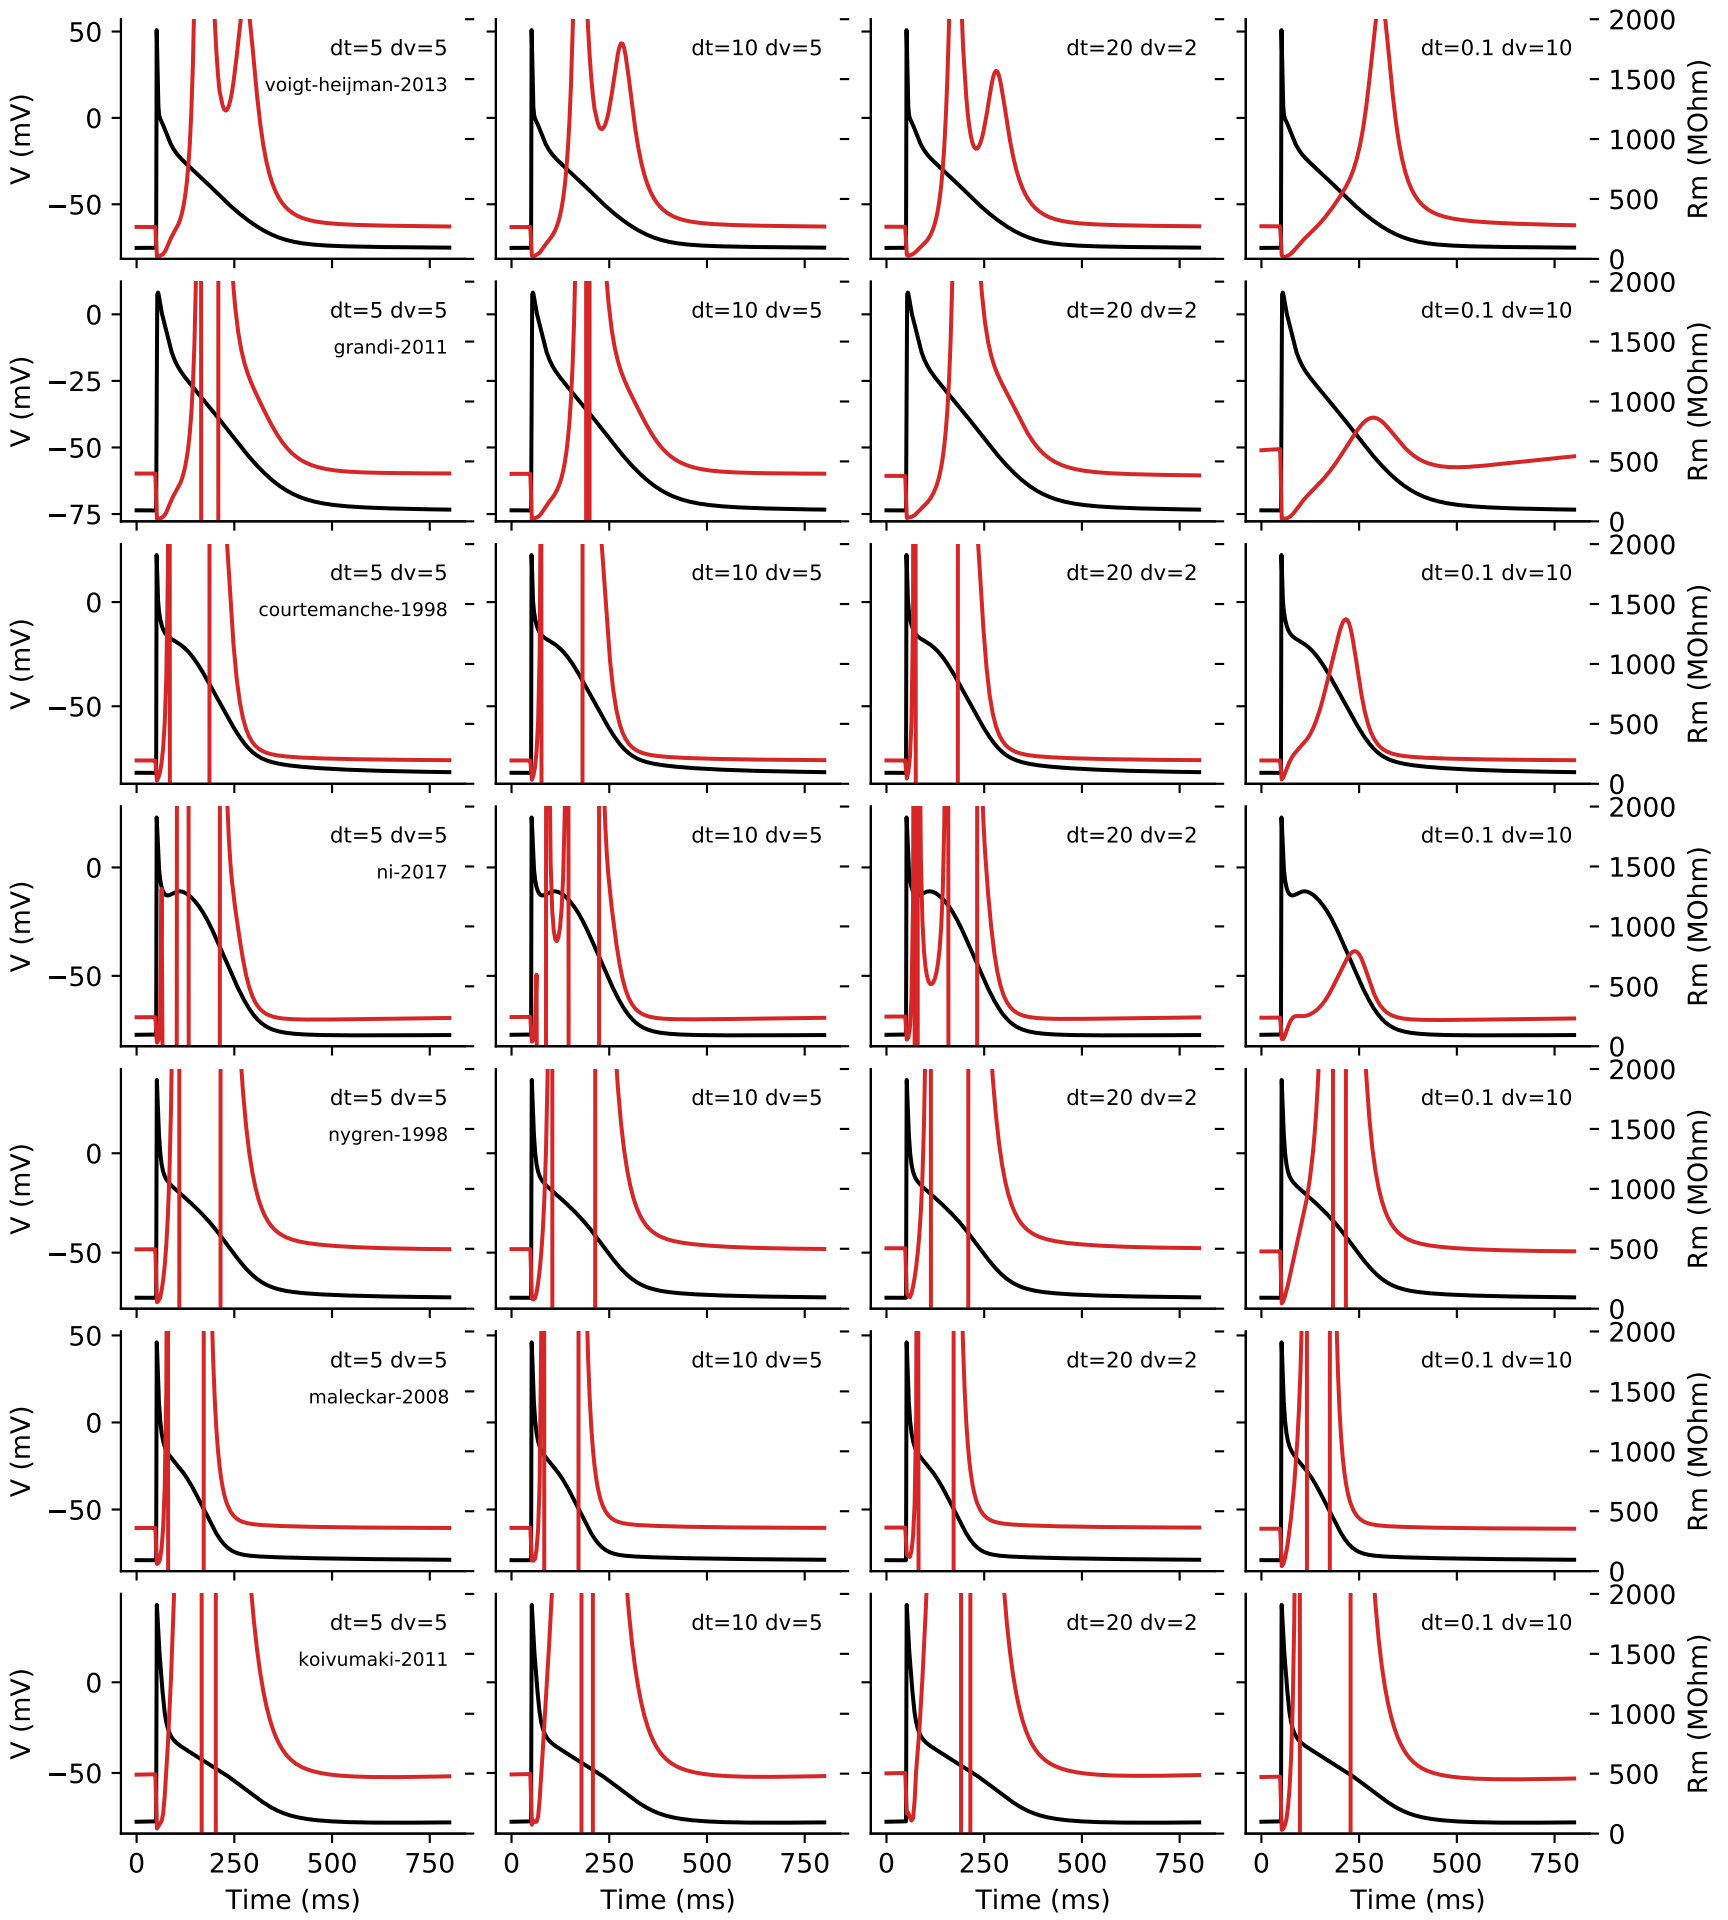 50
0
−50
V (mV)
dt=5 dv=5
voigt-heijman-2013
dt=10 dv=5
dt=20 dv=2
dt=0.1 dv=10
2000
1500
1000
500
0
Rm (MOhm)
0
−25
−50
−75
V (mV)
dt=5 dv=5
grandi-2011
dt=10 dv=5
dt=20 dv=2
dt=0.1 dv=10
2000
1500
1000
500
0
Rm (MOhm)
0
−50
V (mV)
dt=5 dv=5
courtemanche-1998
dt=10 dv=5
dt=20 dv=2
dt=0.1 dv=10
2000
1500
1000
500
0
Rm (MOhm)
0
−50
V (mV)
dt=5 dv=5
ni-2017
dt=10 dv=5
dt=20 dv=2
dt=0.1 dv=10
2000
1500
1000
500
0
Rm (MOhm)
0
−50
V (mV)
dt=5 dv=5
nygren-1998
dt=10 dv=5
dt=20 dv=2
dt=0.1 dv=10
2000
1500
1000
500
0
Rm (MOhm)
50
0
−50
V (mV)
dt=5 dv=5
maleckar-2008
dt=10 dv=5
dt=20 dv=2
dt=0.1 dv=10
2000
1500
1000
500
0
Rm (MOhm)
0
−50
V (mV)
dt=5 dv=5
koivumaki-2011
dt=10 dv=5
dt=20 dv=2
dt=0.1 dv=10
2000
1500
1000
500
0
Rm (MOhm)
0 250 500 750
0 250 500 750
0 250 500 750
0 250 500 750
Time (ms)
Time (ms)
Time (ms)
Time (ms)